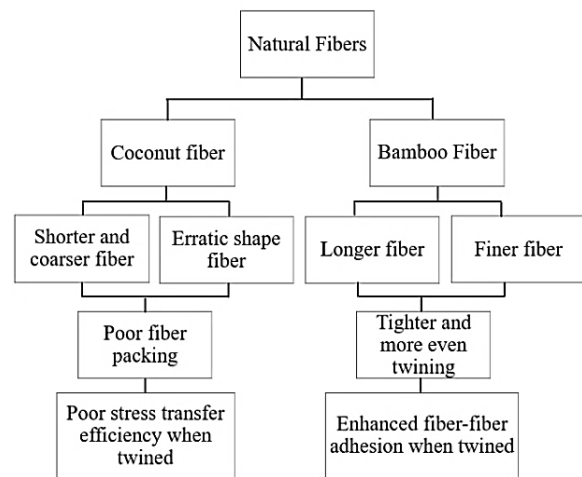 Natural Fibers
Coconut fiber
Bamboo Fiber
Shorter and
coarser fiber
Erratic shape
fiber
Longer fiber
Finer fiber
Poor fiber
packing
Tighter and
more even
twining
Poor stress transfer
efficiency when
twined
Enhanced fiber-fiber
adhesion when twined